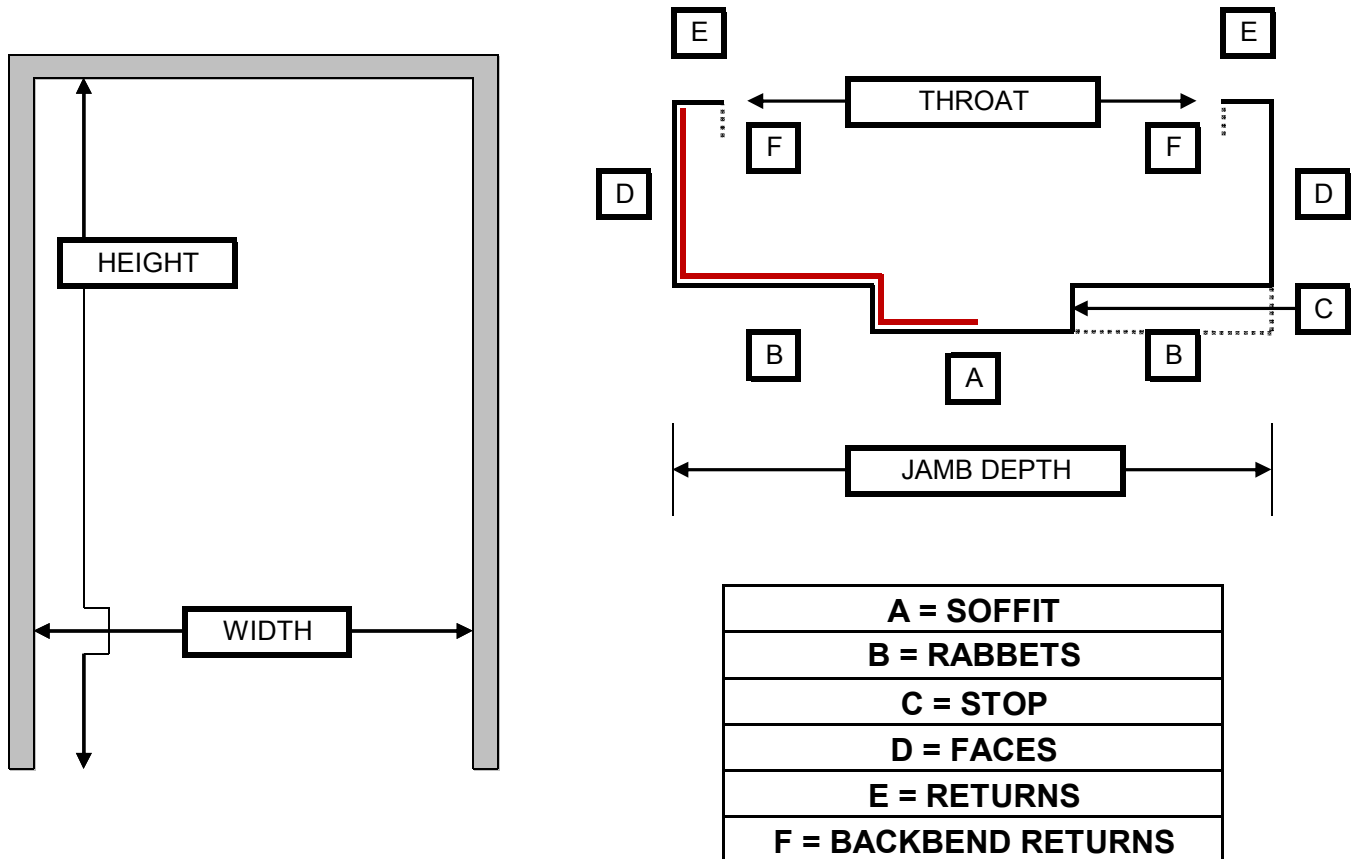 E
E
THROAT
F
F
D
D
HEIGHT
C
B
B
A
JAMB DEPTH
WIDTH
A = SOFFIT
B = RABBETS
C = STOP
D = FACES
E = RETURNS
F = BACKBEND RETURNS